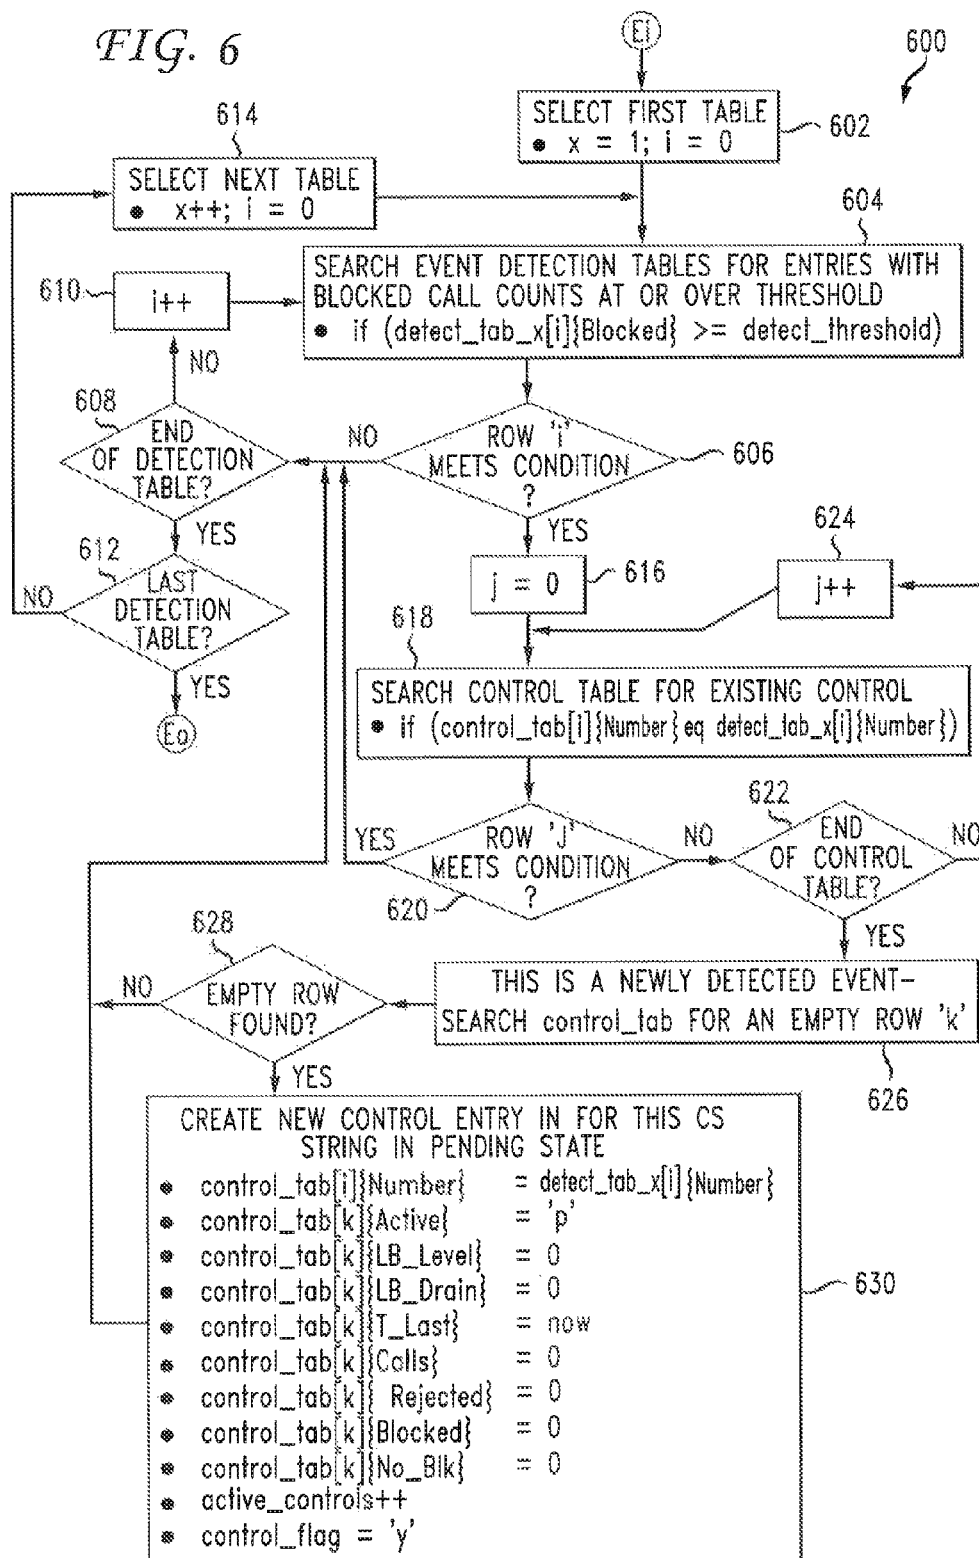 FIG. 6
Ei
600
SELECT FIRST TABLE
• x = 1; i = 0
602
614
SELECT NEXT TABLE
• x++; i = 0
604
SEARCH EVENT DETECTION TABLES FOR ENTRIES WITH
BLOCKED CALL COUNTS AT OR OVER THRESHOLD
• if (detect_tab_x[i]{Blocked} >= detect_threshold)
610
i++
NO
608
END
OF DETECTION
TABLE?
NO
ROW 'i'
MEETS CONDITION
?
606
YES
YES
612
LAST
DETECTION
TABLE?
NO
YES
Eo
j = 0
616
624
j++
618
SEARCH CONTROL TABLE FOR EXISTING CONTROL
• if (control_tab[i]{Number} eq detect_tab_x[i]{Number})
YES
ROW 'J'
MEETS CONDITION
?
620
NO
622
END
OF CONTROL
TABLE?
NO
YES
628
NO
EMPTY ROW
FOUND?
YES
THIS IS A NEWLY DETECTED EVENT-
SEARCH control_tab FOR AN EMPTY ROW 'k'
626
CREATE NEW CONTROL ENTRY IN FOR THIS CS
STRING IN PENDING STATE
• control_tab[i]{Number} = detect_tab_x[i]{Number}
• control_tab[k]{Active} = 'p'
• control_tab[k]{LB_Level} = 0
• control_tab[k]{LB_Drain} = 0
• control_tab[k]{T_Last} = now
• control_tab[k]{Calls} = 0
• control_tab[k]{ Rejected} = 0
• control_tab[k]{Blocked} = 0
• control_tab[k]{No_Blk} = 0
• active_controls++
• control_flag = 'y'
630